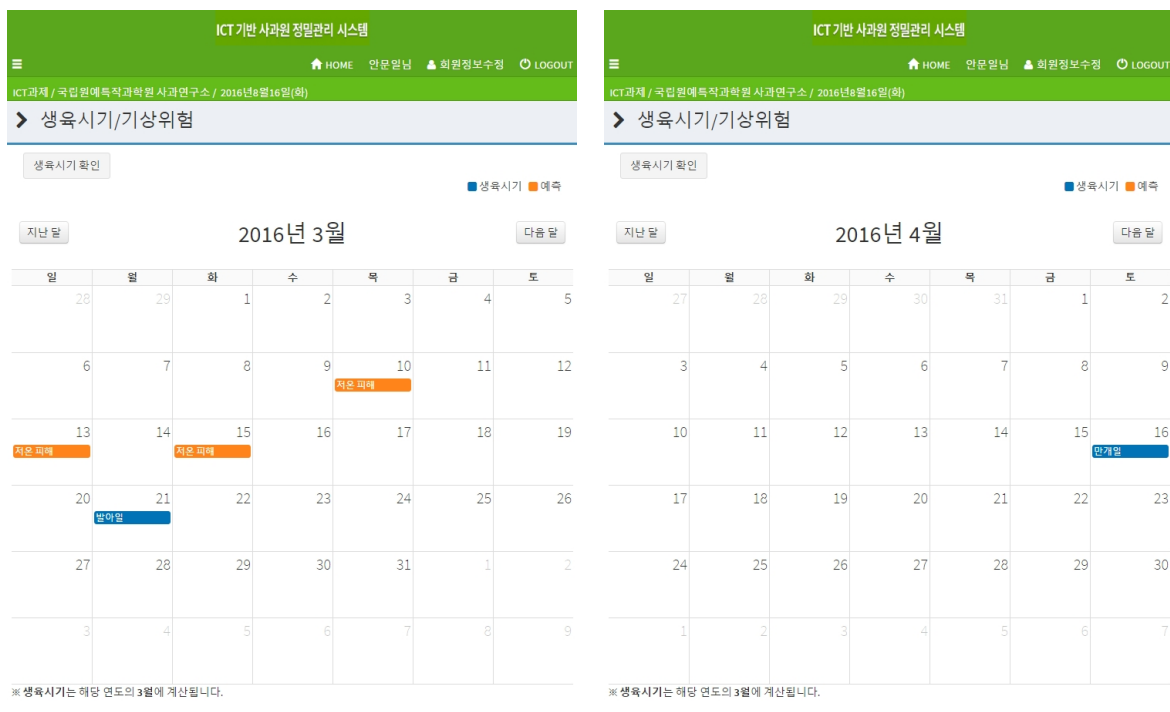 ICT 기반 사과원 정밀관리 시스템
HOME 안문일님 회원정보수정 LOGOUT
ICT과제 / 국립원예특작과학원 사과연구소 / 2016년8월16일(화)
생육시기/기상위험
생육시기 확인
생육시기 예측
지난 달 2016년 3월 다음 달
일 월 화 수 목 금 토
28 29 1 2 3 4 5
6 7 8 9 10 11 12
저온 피해
13 14 15 16 17 18 19
저온 피해 저온 피해
20 21 22 23 24 25 26
발아일
27 28 29 30 31 1 2
3 4 5 6 7 8 9
※ 생육시기는 해당 연도의 3월에 계산됩니다.
ICT 기반 사과원 정밀관리 시스템
HOME 안문일님 회원정보수정 LOGOUT
ICT과제 / 국립원예특작과학원 사과연구소 / 2016년8월16일(화)
생육시기/기상위험
생육시기 확인
생육시기 예측
지난 달 2016년 4월 다음 달
일 월 화 수 목 금 토
27 28 29 30 31 1 2
3 4 5 6 7 8 9
10 11 12 13 14 15 16
만개일
17 18 19 20 21 22 23
24 25 26 27 28 29 30
1 2 3 4 5 6 7
※ 생육시기는 해당 연도의 3월에 계산됩니다.